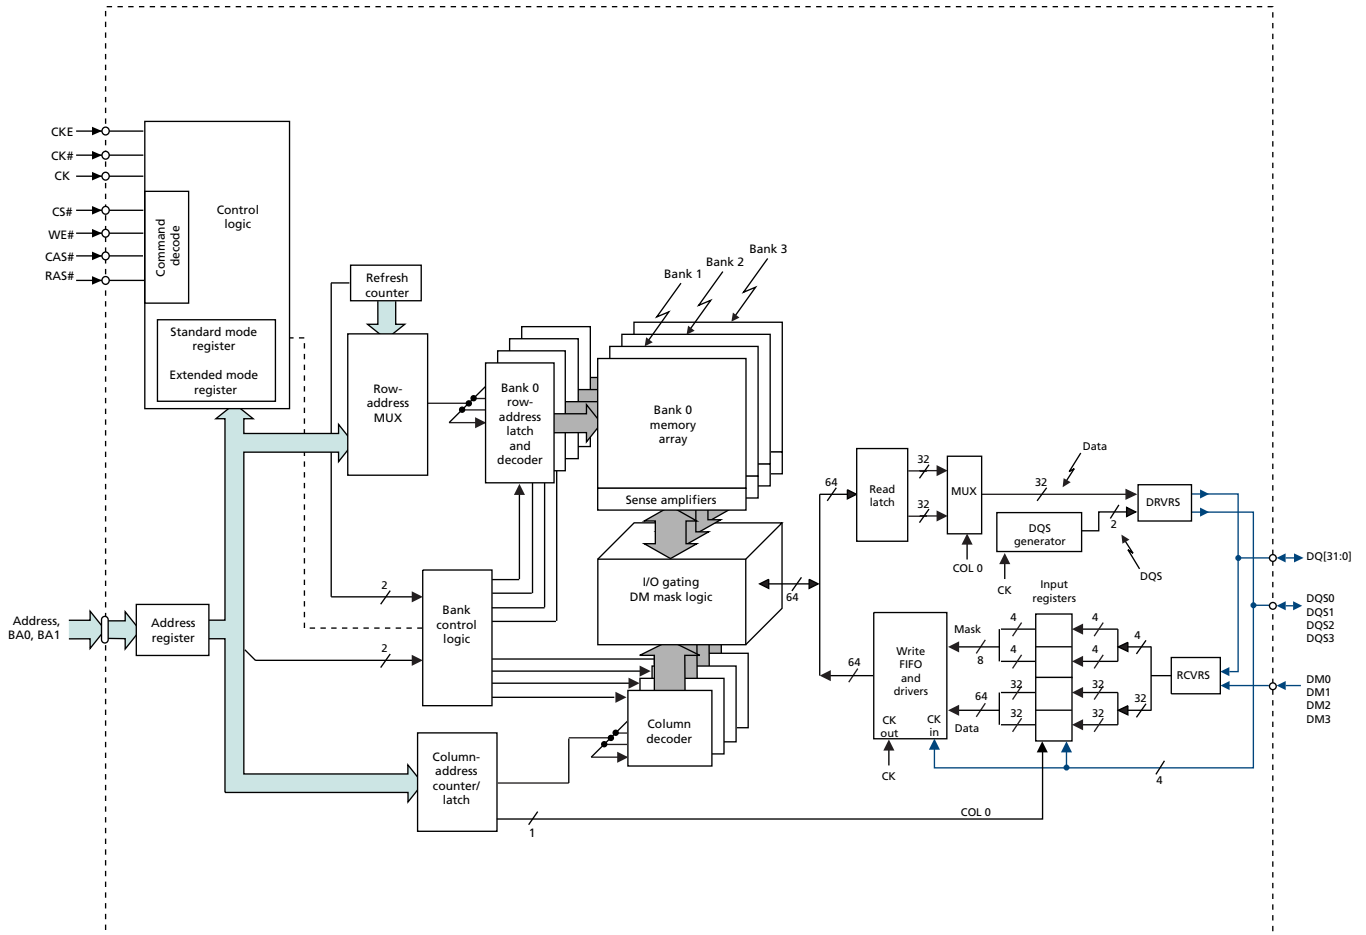 CKE
CK#
CK
CS#
WE#
CAS#
RAS#
Command
decode
Control
logic
Standard mode
register
Extended mode
register
Refresh
counter
Row-
address
MUX
Bank 0
row-
address
latch
and
decoder
Bank 1
Bank 2
Bank 3
Bank 0
memory
array
Sense amplifiers
I/O gating
DM mask logic
Address,
BA0, BA1
Address
register
2
2
Bank
control
logic
Column
decoder
Column-
address
counter/
latch
1
COL 0
64
64
Read
latch
32
32
MUX
COL 0
32
Data
DQS
generator
CK
2
DQS
DRVRS
DQ[31:0]
DQS0
DQS1
DQS2
DQS3
DM0
DM1
DM2
DM3
RCVRS
Input
registers
4
4
4
4
4
32
32
32
32
32
Mask
8
64
Data
64
Write
FIFO
and
drivers
CK
out
CK
in
CK
4